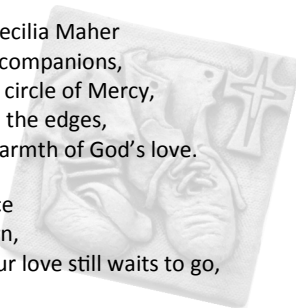 ecilia Maher
companions,
circle of Mercy,
the edges,
armth of God's love.
ce
n,
ur love still waits to go,